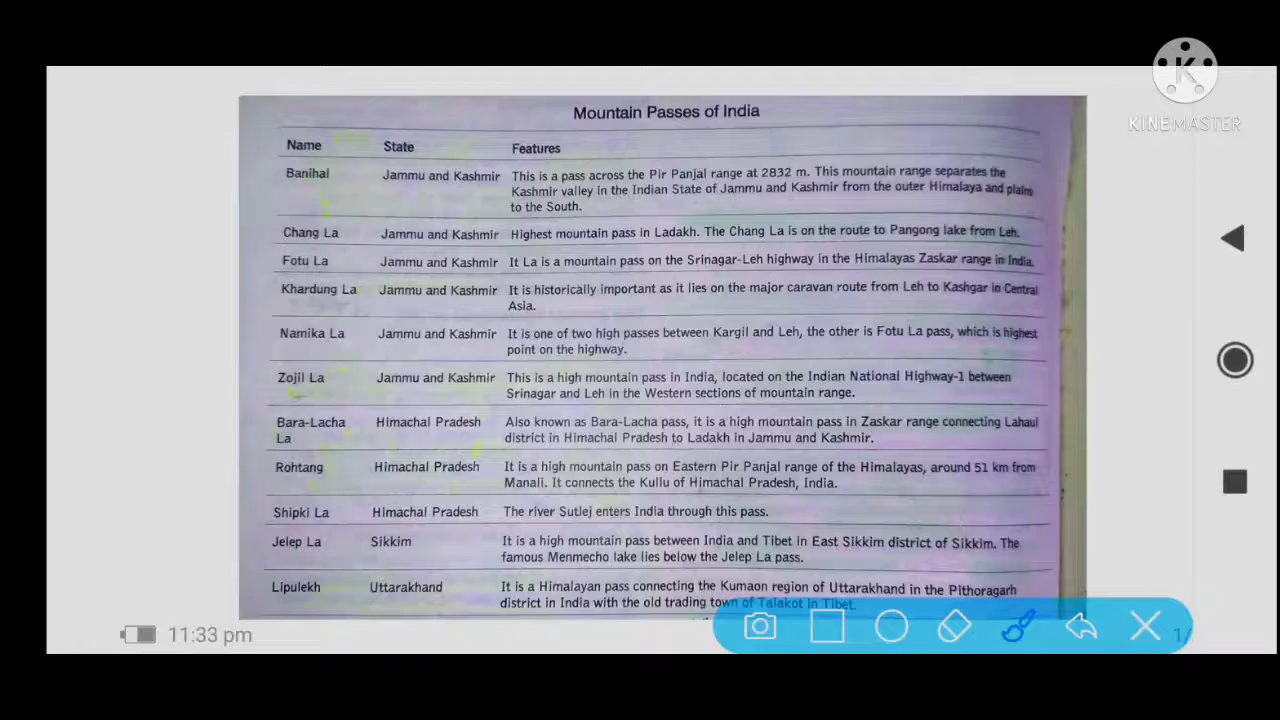 KINEMASTER
Mountain Passes of India
Name State Features
Banihal Jammu and Kashmir This is a pass across the Pir Panjal range at 2832 m. This mountain range separates the
Kashmir valley in the Indian State of Jammu and Kashmir from the outer Himalaya and plains
to the South.
Chang La Jammu and Kashmir Highest mountain pass in Ladakh. The Chang La is on the route to Pangong lake from Leh.
Fotu La Jammu and Kashmir It La is a mountain pass on the Srinagar-Leh highway in the Himalayas Zaskar range in India.
Khardung La Jammu and Kashmir It is historically important as it lies on the major caravan route from Leh to Kashgar in Central
Asia.
Namika La Jammu and Kashmir It is one of two high passes between Kargil and Leh, the other is Fotu La pass, which is highest
point on the highway.
Zojil La Jammu and Kashmir This is a high mountain pass in India, located on the Indian National Highway-1 between
Srinagar and Leh in the Western sections of mountain range.
Bara-Lacha Himachal Pradesh Also known as Bara-Lacha pass, it is a high mountain pass in Zaskar range connecting Lahaul
La district in Himachal Pradesh to Ladakh in Jammu and Kashmir.
Rohtang Himachal Pradesh It is a high mountain pass on Eastern Pir Panjal range of the Himalayas, around 51 km from
Manali. It connects the Kullu of Himachal Pradesh, India.
Shipki La Himachal Pradesh The river Sutlej enters India through this pass.
Jelep La Sikkim It is a high mountain pass between India and Tibet in East Sikkim district of Sikkim. The
famous Menmecho lake lies below the Jelep La pass.
Lipulekh Uttarakhand It is a Himalayan pass connecting the Kumaon region of Uttarakhand in the Pithoragarh
district in India with the old trading town of Talakot in Tibet.
11:33 pm 1/